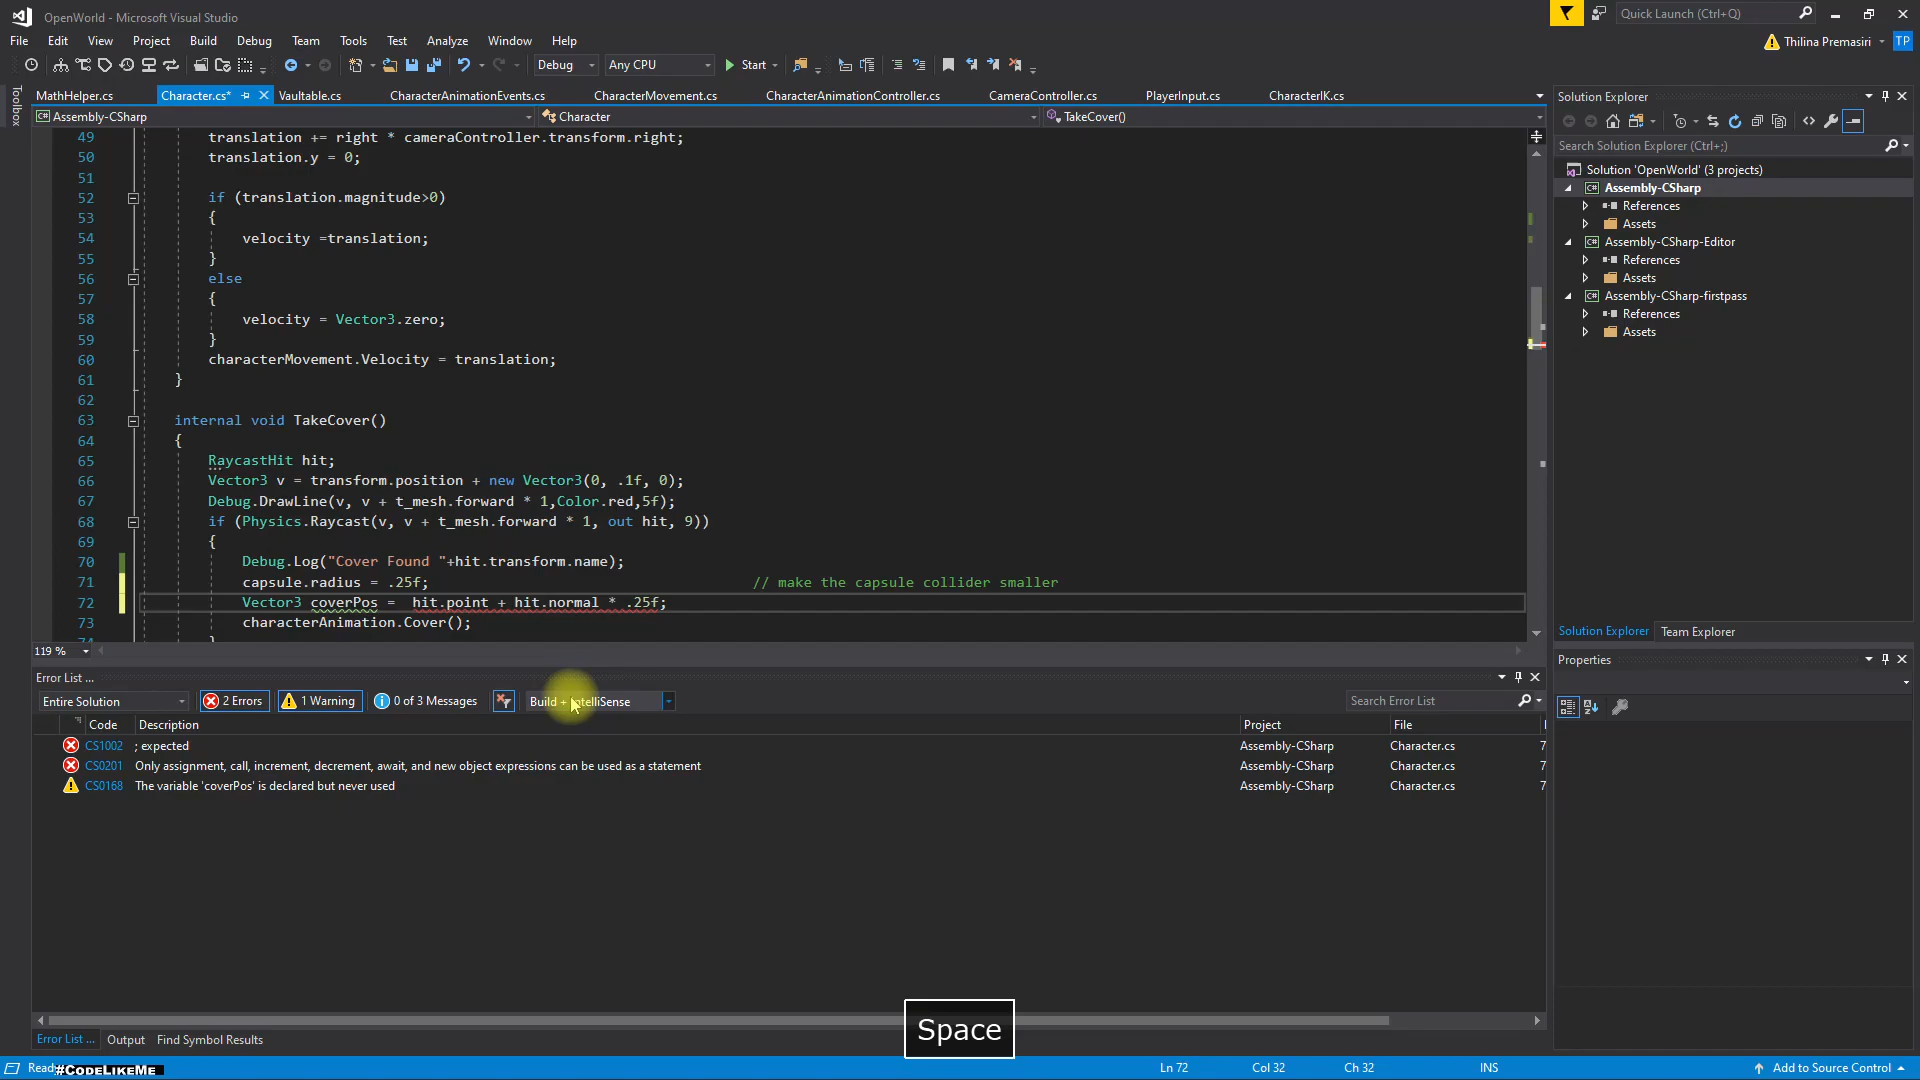 OpenWorld - Microsoft Visual Studio
Quick Launch (Ctrl+Q)
File Edit View Project Build Debug Team Tools Test Analyze Window Help
Thilina Premasiri TP
Debug Any CPU Start
Toolbox
MathHelper.cs Character.cs* Vaultable.cs CharacterAnimationEvents.cs CharacterMovement.cs CharacterAnimationController.cs CameraController.cs PlayerInput.cs CharacterIK.cs
Assembly-CSharp Character TakeCover()
49 translation += right * cameraController.transform.right;
50 translation.y = 0;
51
52 if (translation.magnitude>0)
53 {
54 velocity =translation;
55 }
56 else
57 {
58 velocity = Vector3.zero;
59 }
60 characterMovement.Velocity = translation;
61 }
62
63 internal void TakeCover()
64 {
65 RaycastHit hit;
66 Vector3 v = transform.position + new Vector3(0, .1f, 0);
67 Debug.DrawLine(v, v + t_mesh.forward * 1,Color.red,5f);
68 if (Physics.Raycast(v, v + t_mesh.forward * 1, out hit, 9))
69 {
70 Debug.Log("Cover Found "+hit.transform.name);
71 capsule.radius = .25f; // make the capsule collider smaller
72 Vector3 coverPos = hit.point + hit.normal * .25f;
73 characterAnimation.Cover();
74 }
119 %
Solution Explorer
Search Solution Explorer (Ctrl+;)
Solution 'OpenWorld' (3 projects)
Assembly-CSharp
References
Assets
Assembly-CSharp-Editor
References
Assets
Assembly-CSharp-firstpass
References
Assets
Solution Explorer Team Explorer
Properties
Error List ...
Entire Solution 2 Errors 1 Warning 0 of 3 Messages Build + IntelliSense Search Error List
Code Description Project File
CS1002 ; expected Assembly-CSharp Character.cs 7
CS0201 Only assignment, call, increment, decrement, await, and new object expressions can be used as a statement Assembly-CSharp Character.cs 7
CS0168 The variable 'coverPos' is declared but never used Assembly-CSharp Character.cs 7
Space
Error List ... Output Find Symbol Results
Ready #CODELIKEME Ln 72 Col 32 Ch 32 INS Add to Source Control